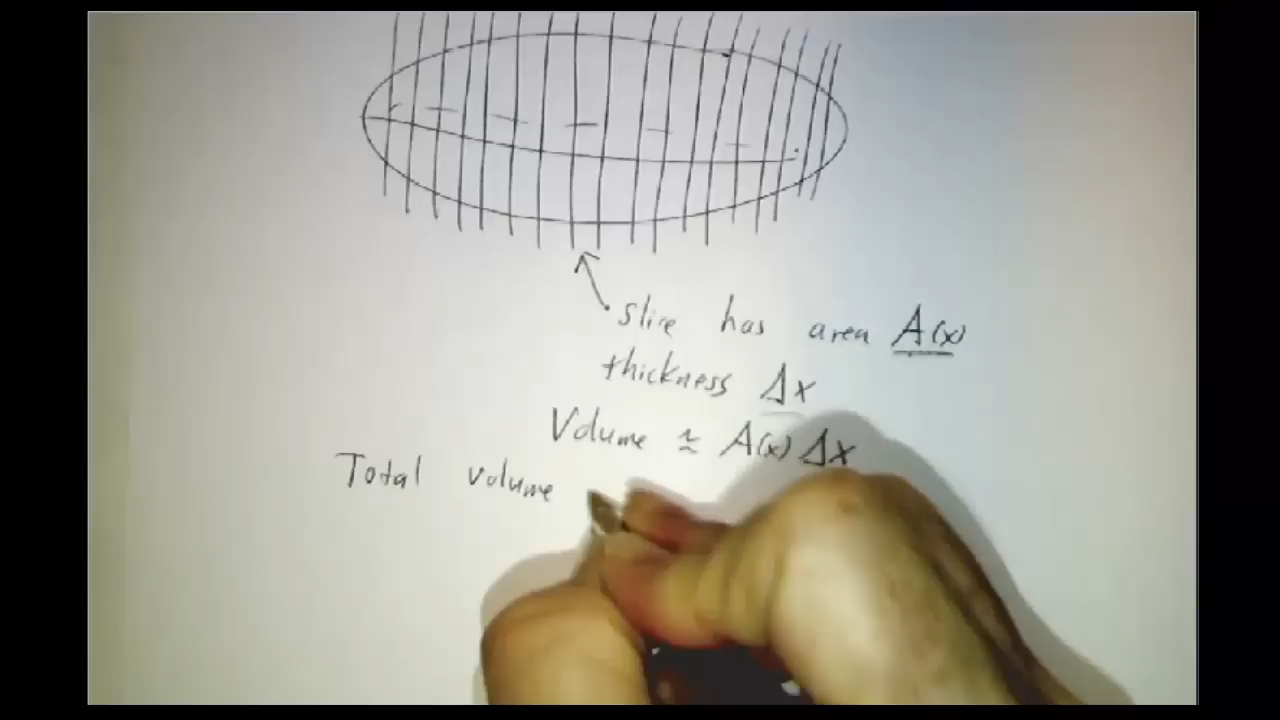 slice has area A(x)
thickness Δx
Volume ≈ A(x) Δx
Total volume